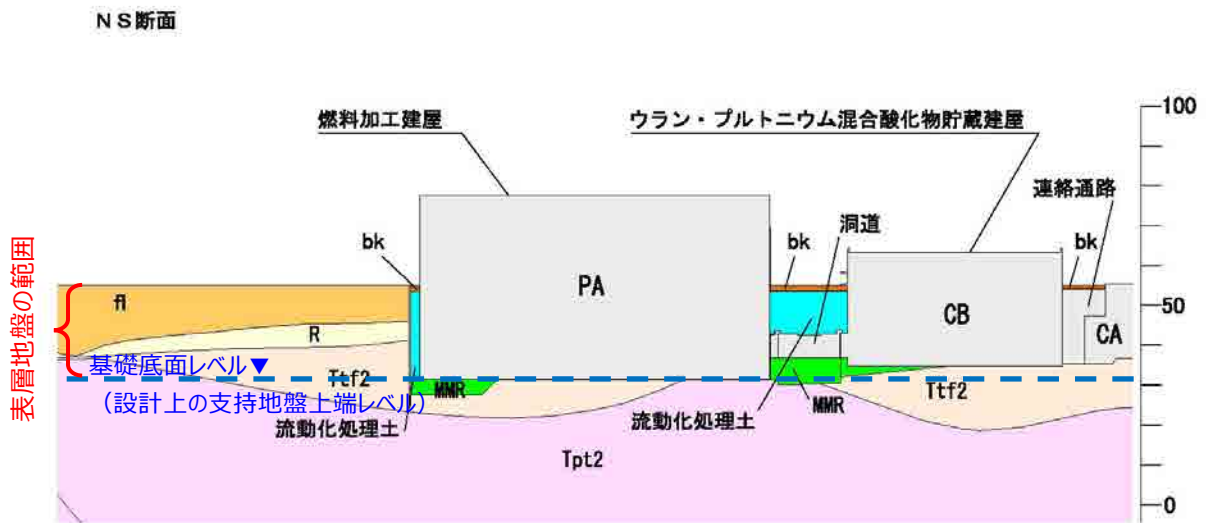 ＮＳ断面
100
燃料加工建屋
ウラン・プルトニウム混合酸化物貯蔵建屋
連絡通路
洞道
bk
bk
bk
表層地盤の範囲
fl
PA
CB
CA
50
R
基礎底面レベル▼
Ttf2
（設計上の支持地盤上端レベル）
MMR
MMR
Ttf2
流動化処理土
流動化処理土
Tpt2
0